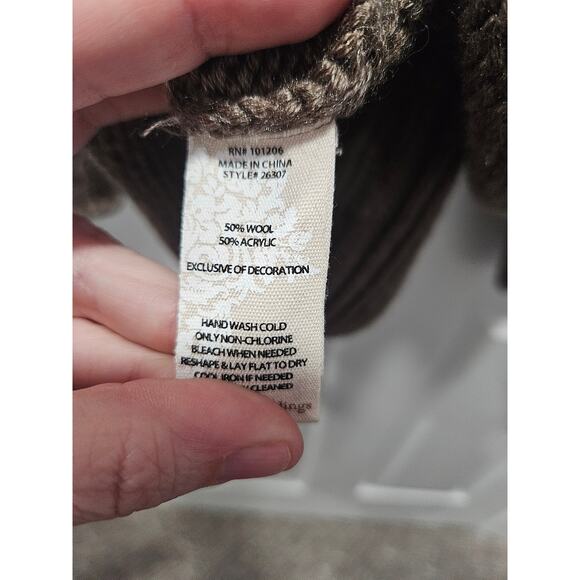 RN# 101206
MADE IN CHINA
STYLE# 26307
50% WOOL
50% ACRYLIC
EXCLUSIVE OF DECORATION
HAND WASH COLD
ONLY NON-CHLORINE
BLEACH WHEN NEEDED
RESHAPE & LAY FLAT TO DRY
COOL IRON IF NEEDED
CLEANED